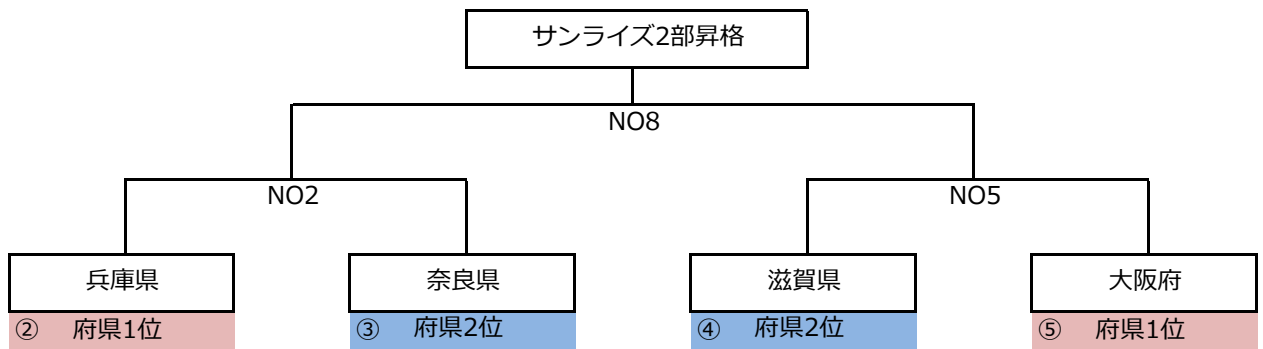 サンライズ2部昇格
NO8
NO2 NO5
兵庫県 奈良県 滋賀県 大阪府
② 府県1位 ③ 府県2位 ④ 府県2位 ⑤ 府県1位